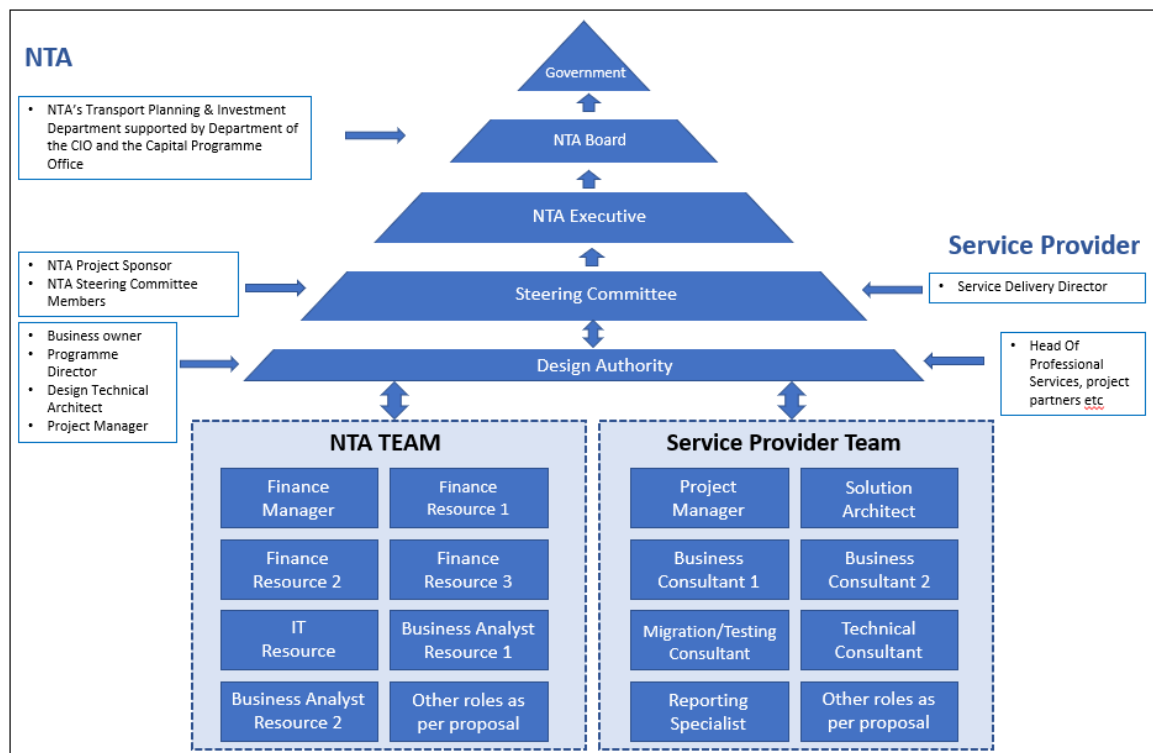 NTA
Government
• NTA's Transport Planning & Investment
Department supported by Department of
the CIO and the Capital Programme
Office
NTA Board
NTA Executive
Service Provider
• NTA Project Sponsor
• NTA Steering Committee
Members
Steering Committee
• Service Delivery Director
• Business owner
• Programme
Director
• Design Technical
Architect
• Project Manager
Design Authority
• Head Of
Professional
Services, project
partners etc
NTA TEAM
Finance
Manager
Finance
Resource 1
Finance
Resource 2
Finance
Resource 3
IT
Resource
Business Analyst
Resource 1
Business Analyst
Resource 2
Other roles as
per proposal
Service Provider Team
Project
Manager
Solution
Architect
Business
Consultant 1
Business
Consultant 2
Migration/Testing
Consultant
Technical
Consultant
Reporting
Specialist
Other roles as
per proposal